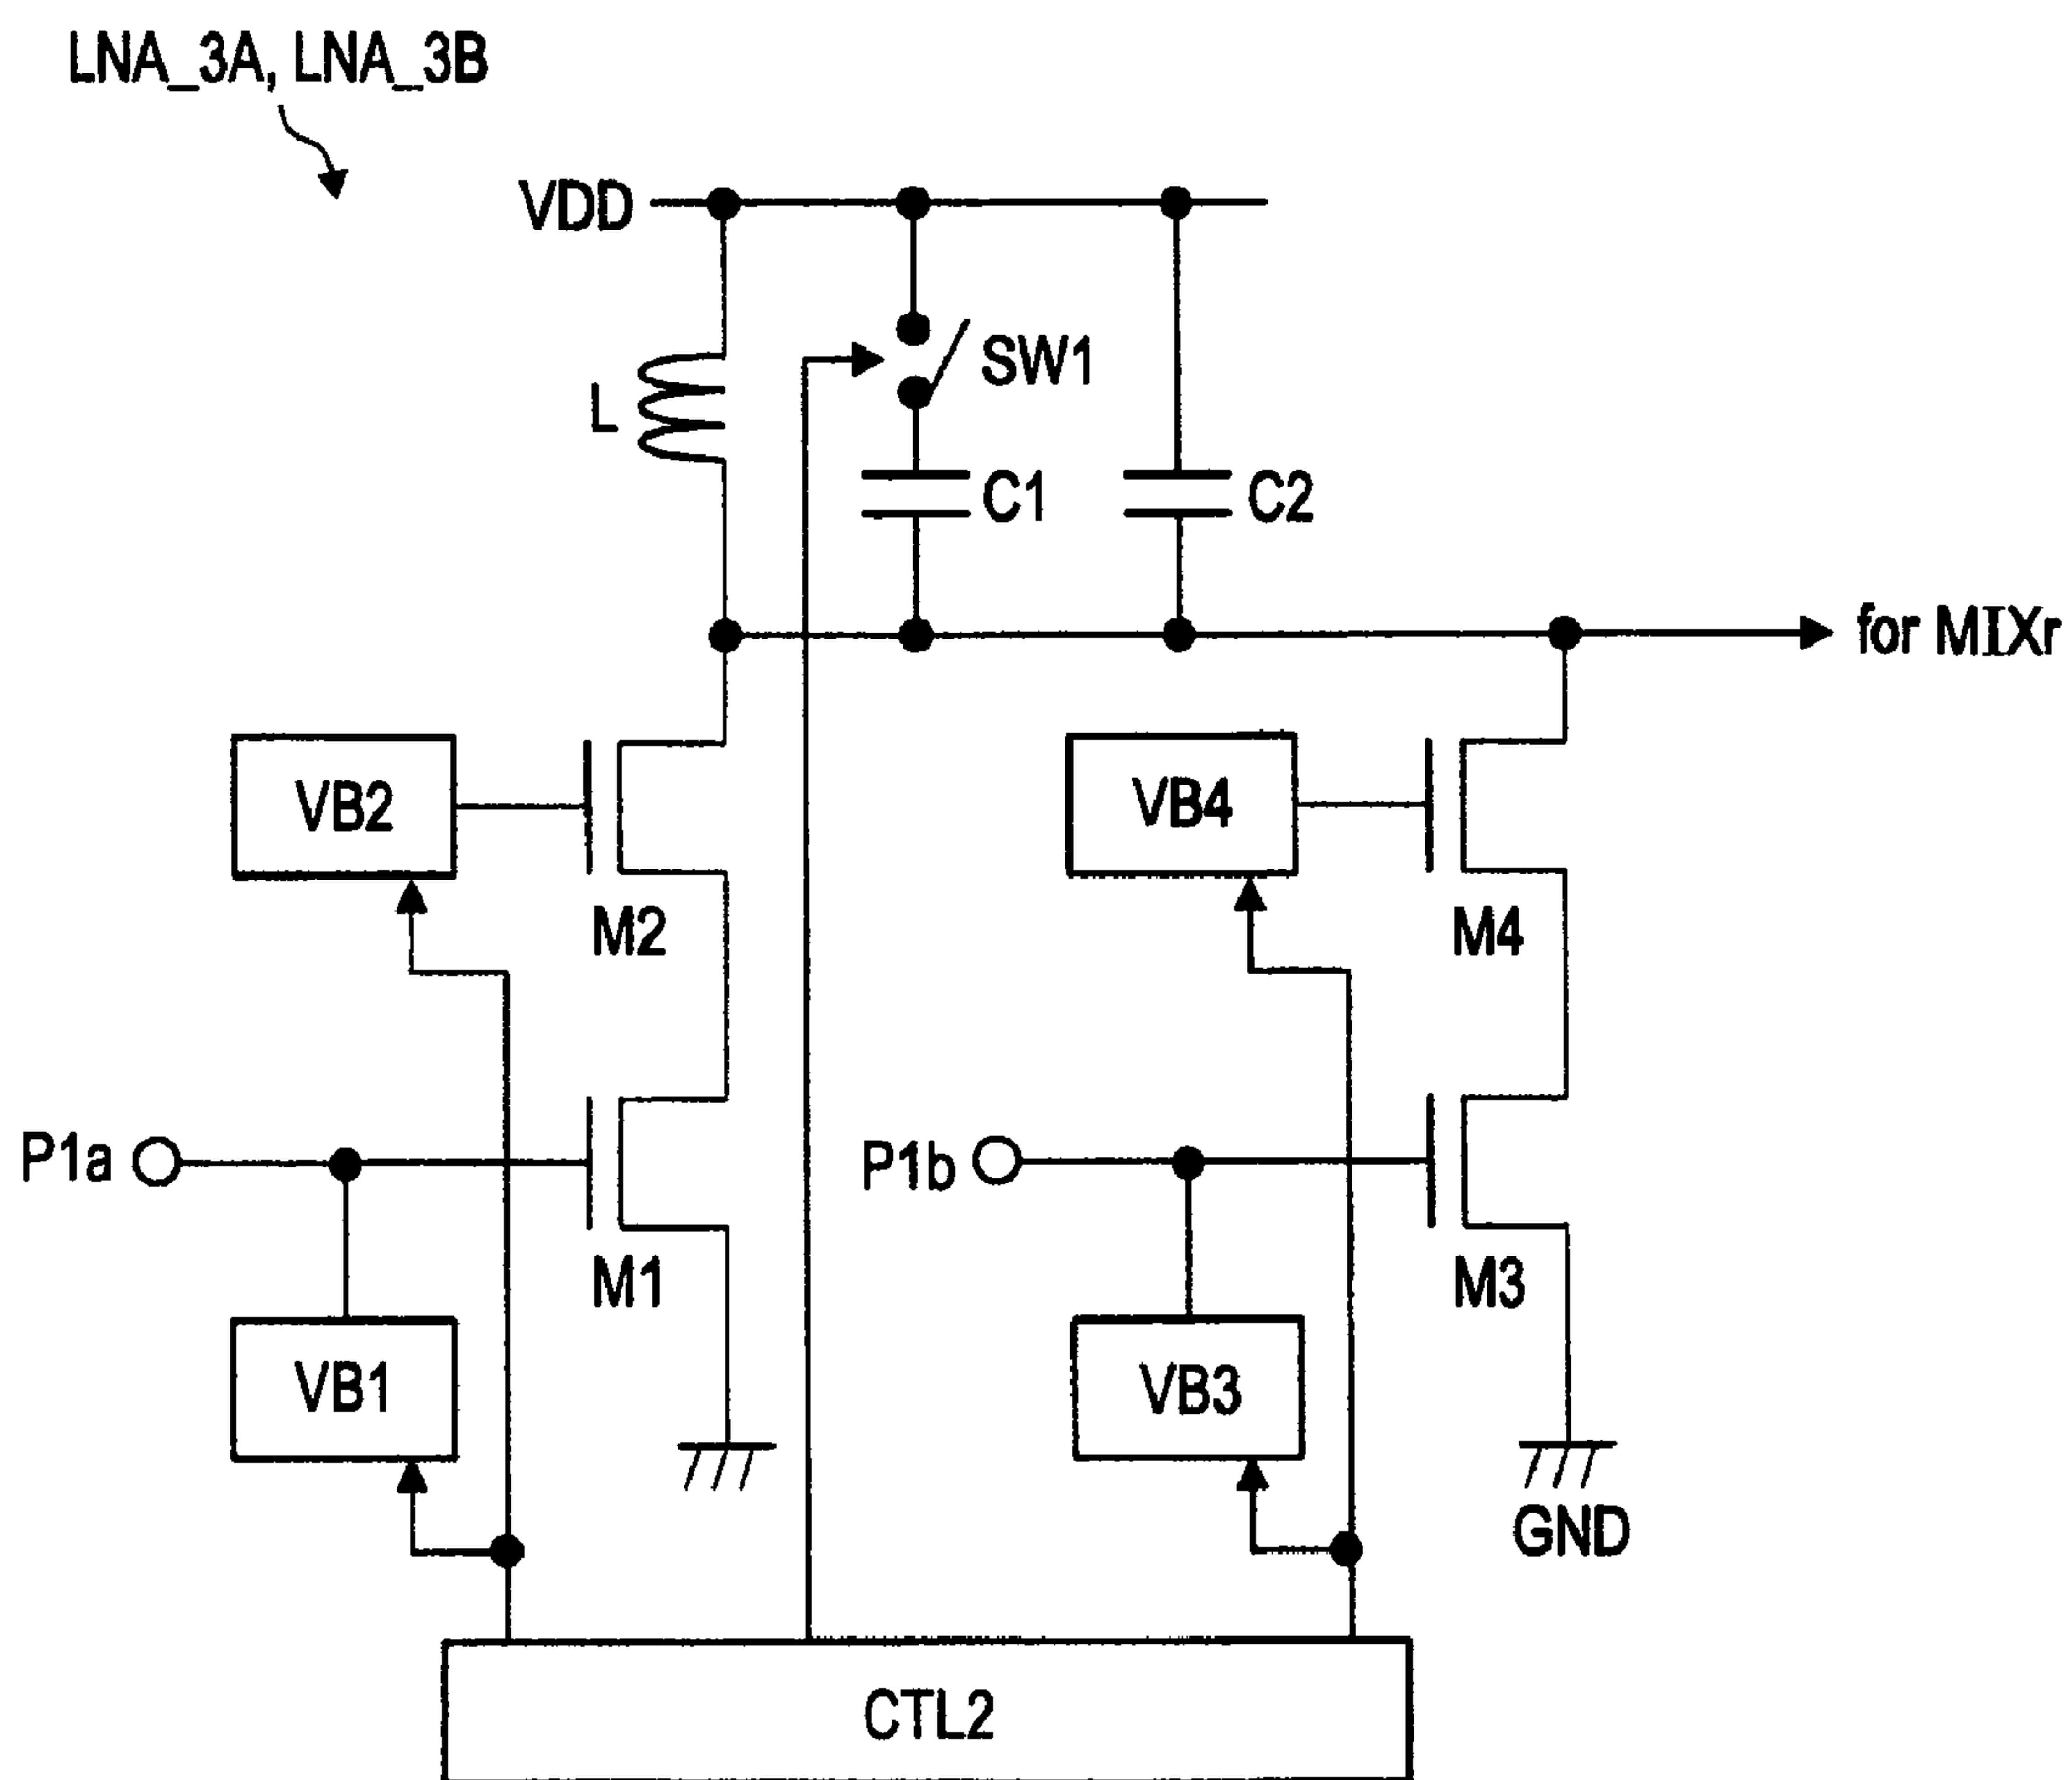 LNA_3A, LNA_3B
VDD
SW1
L
C1
C2
for MIXr
VB2
VB4
M2
M4
P1a
P1b
M1
M3
VB1
VB3
GND
CTL2